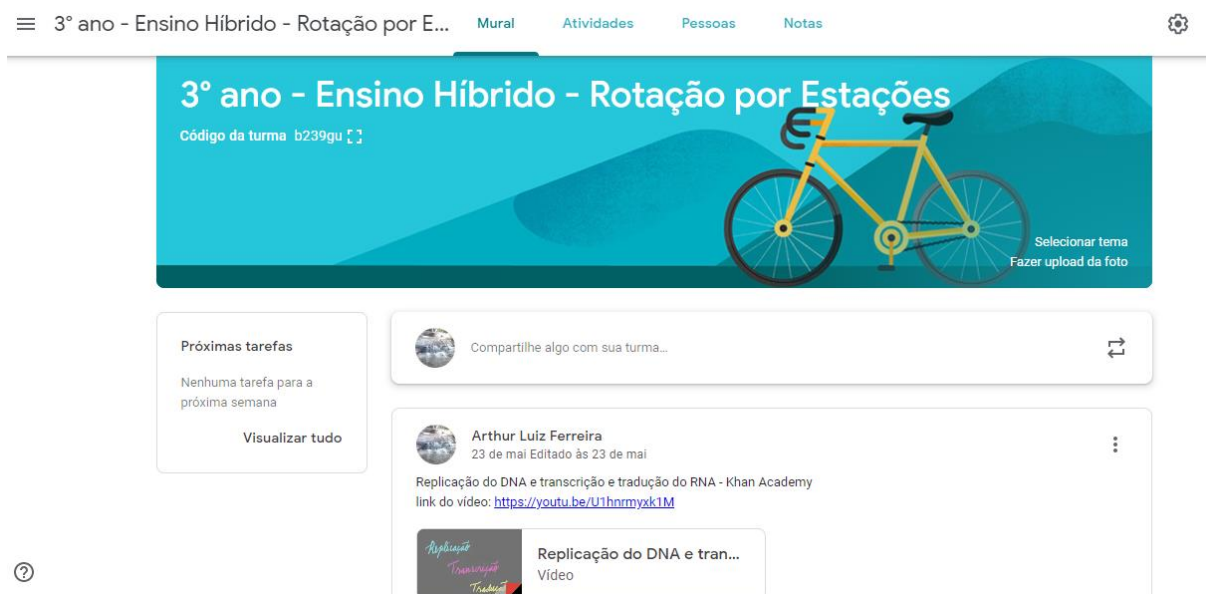 3° ano - Ensino Híbrido - Rotação por E...
Mural
Atividades
Pessoas
Notas
3° ano - Ensino Híbrido - Rotação por Estações
Código da turma b239gu
Selecionar tema
Fazer upload da foto
Próximas tarefas
Nenhuma tarefa para a
próxima semana
Visualizar tudo
Compartilhe algo com sua turma...
Arthur Luiz Ferreira
23 de mai Editado às 23 de mai
Replicação do DNA e transcrição e tradução do RNA - Khan Academy
link do vídeo: https://youtu.be/U1hnrmyxk1M
Replicação
Transcrição
Tradução
Replicação do DNA e tran...
Vídeo